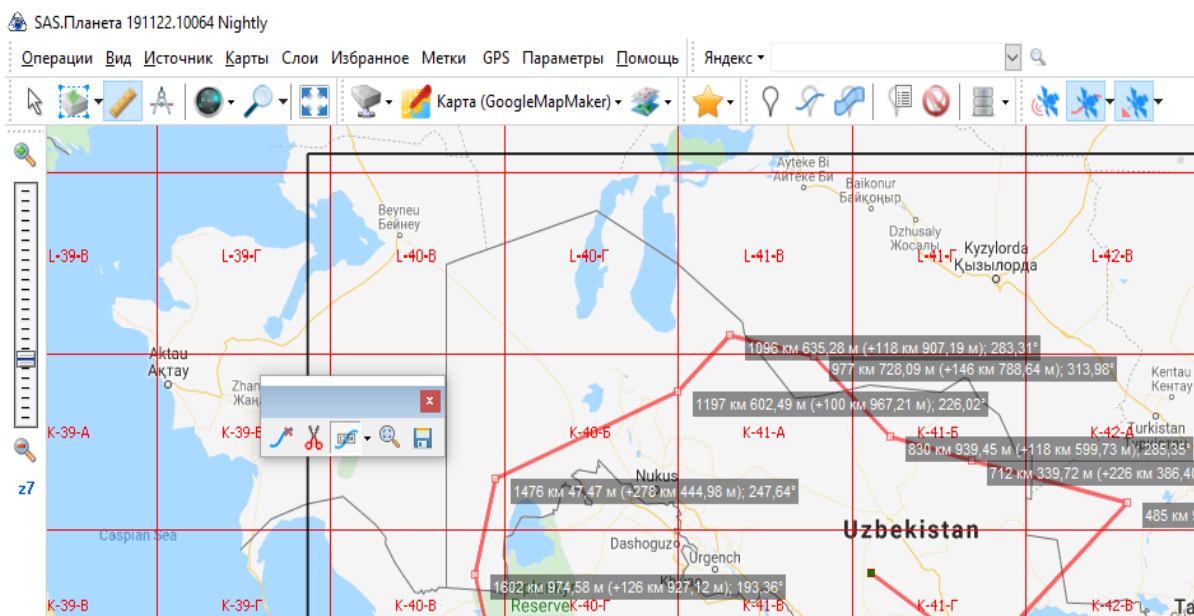 SAS.Планета 191122.10064 Nightly
Операции Вид Источник Карты Слои Избранное Метки GPS Параметры Помощь Яндекс
Карта (GoogleMapMaker)
Ayteke Bi
Айтеке Би
Baikonur
Байқоңыр
Beyneu
Бейнеу
Dzhusaly
Жосалы
Kyzylorda
Қызылорда
L-39-В L-39-Г L-40-В L-40-Г L-41-В L-41-Г L-42-В
1096 км 635,28 м (+118 км 907,19 м); 283,31°
Aktau
Ақтау
977 км 728,09 м (+146 км 788,64 м); 313,98°
Kentau
Кентау
Zhan
Жаң
x
1197 км 602,49 м (+100 км 967,21 м); 226,02°
K-39-А K-39-Б K-40-Б K-41-А K-41-Б K-42-А
Turkistan
830 км 939,45 м (+118 км 599,73 м); 285,35°
712 км 339,72 м (+226 км 386,40
Nukus
z7
1476 км 47,47 м (+278 км 444,98 м); 247,64°
485 км
Caspian Sea
Uzbekistan
Dashoguz
Urgench
1602 км 974,58 м (+126 км 927,12 м); 193,36°
Reserve
K-39-В K-39-Г K-40-В K-40-Г K-41-В K-41-Г K-42-В
Ta